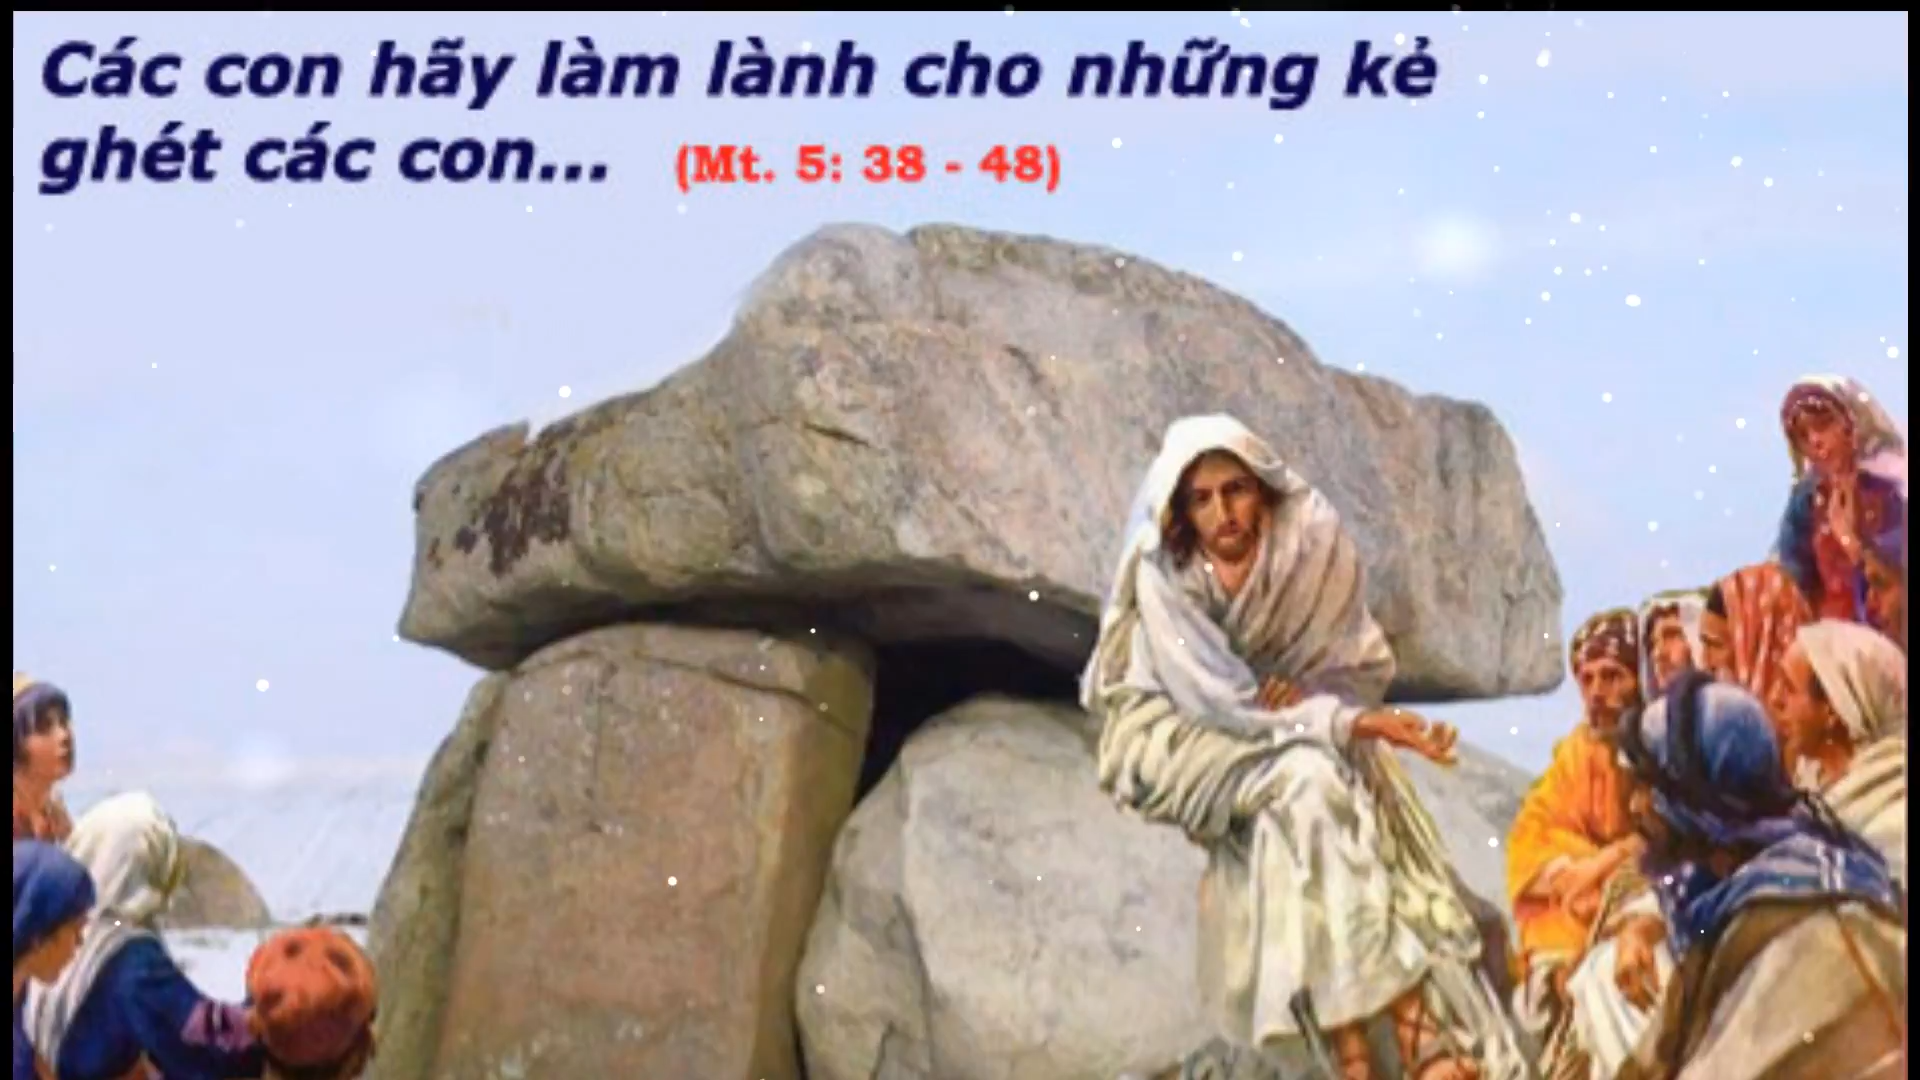 Các con hãy làm lành cho những kẻ
ghét các con... (Mt. 5: 38 - 48)